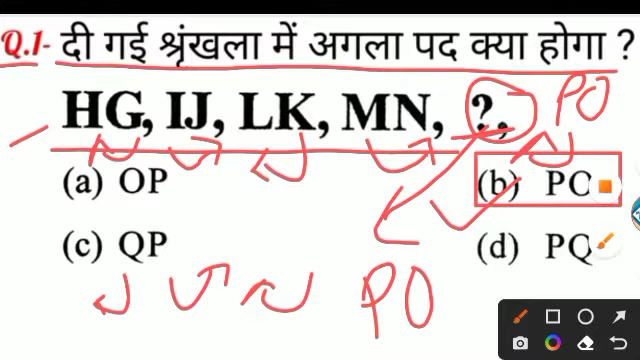 Q.1- दी गई श्रृंखला में अगला पद क्या होगा ?
HG, IJ, LK, MN, ?, PO
(a) OP (b) PO
(c) QP (d) PQ
PO